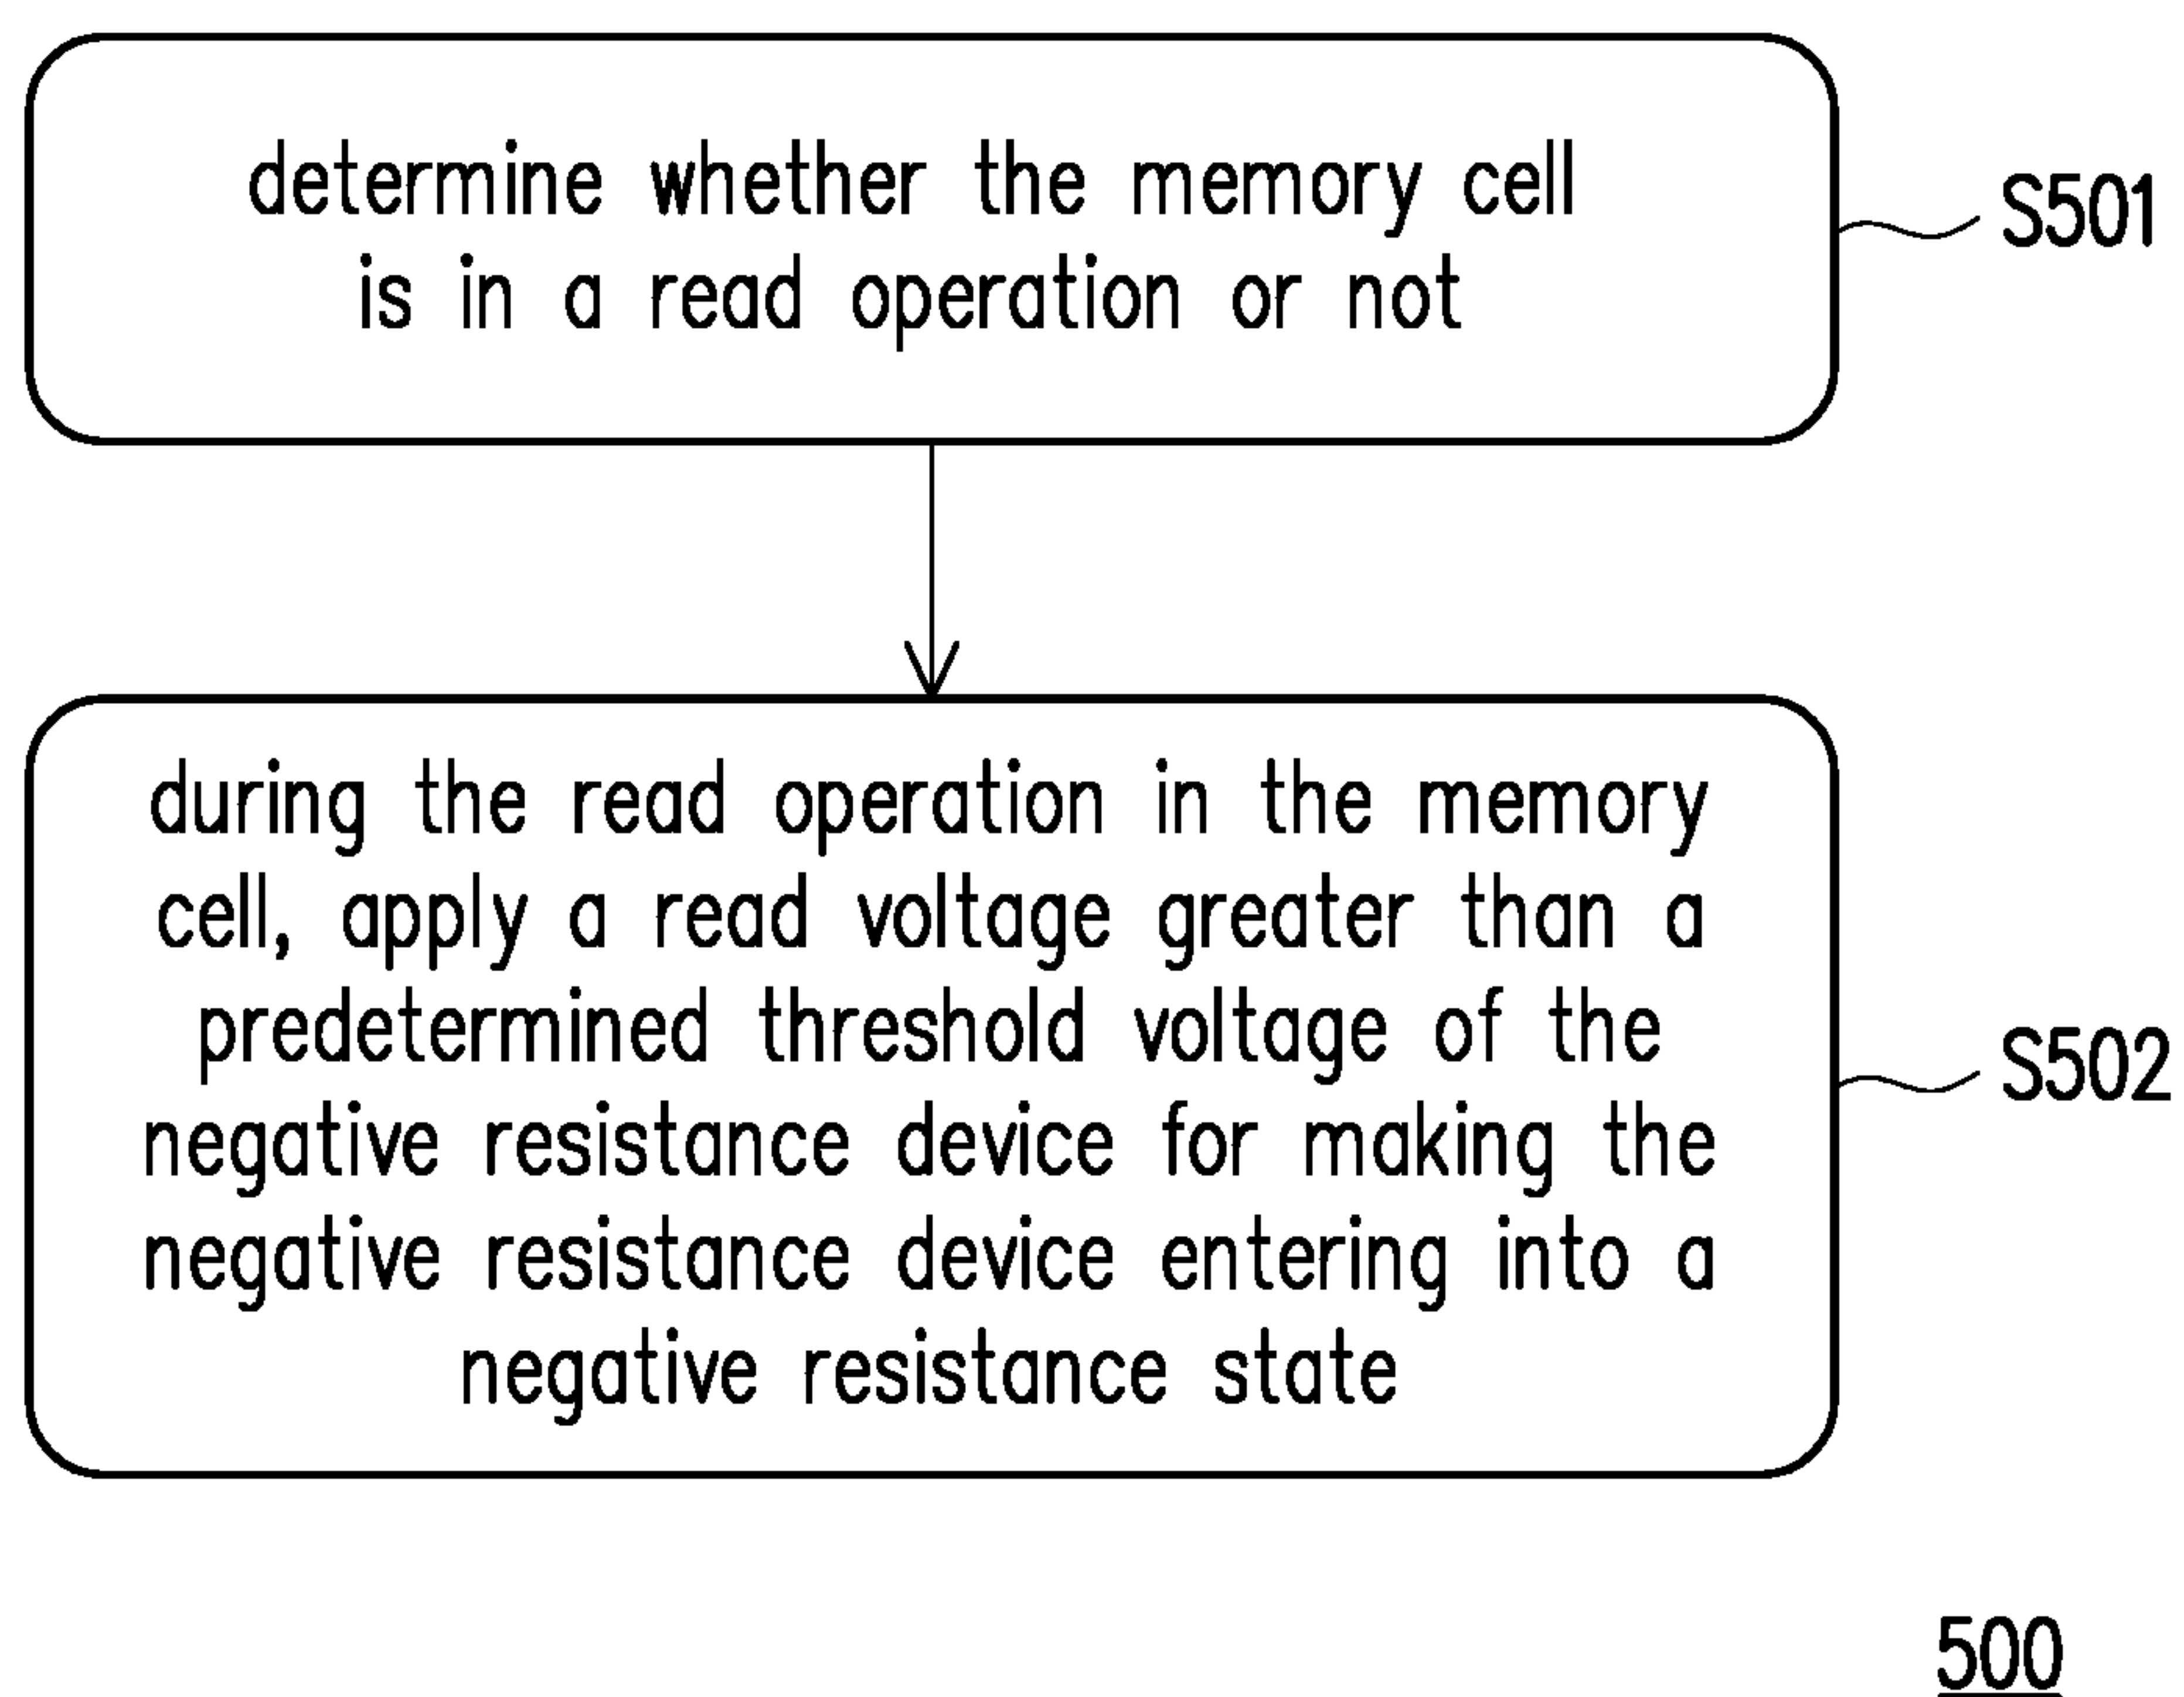 determine whether the memory cell
is in a read operation or not
S501
during the read operation in the memory
cell, apply a read voltage greater than a
predetermined threshold voltage of the
negative resistance device for making the
negative resistance device entering into a
negative resistance state
S502
500